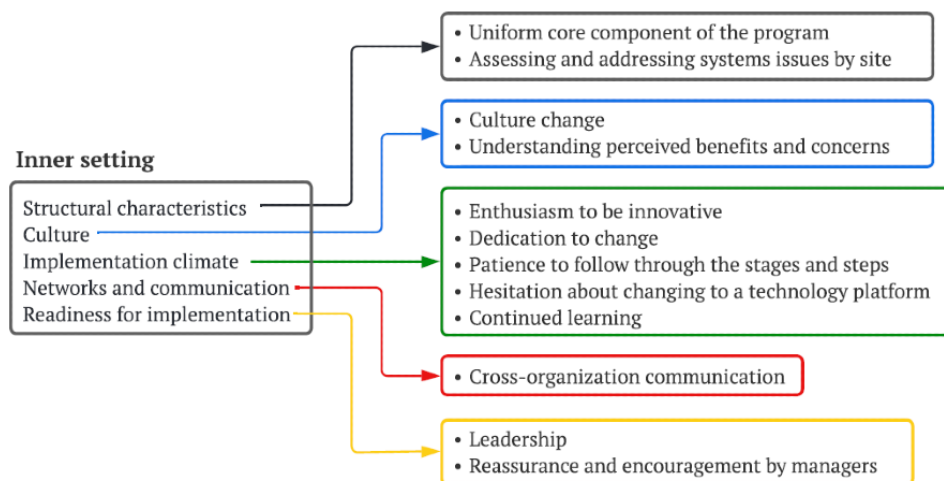 • Uniform core component of the program
• Assessing and addressing systems issues by site
• Culture change
• Understanding perceived benefits and concerns
Inner setting
Structural characteristics
Culture
Implementation climate
Networks and communication
Readiness for implementation
• Enthusiasm to be innovative
• Dedication to change
• Patience to follow through the stages and steps
• Hesitation about changing to a technology platform
• Continued learning
• Cross-organization communication
• Leadership
• Reassurance and encouragement by managers